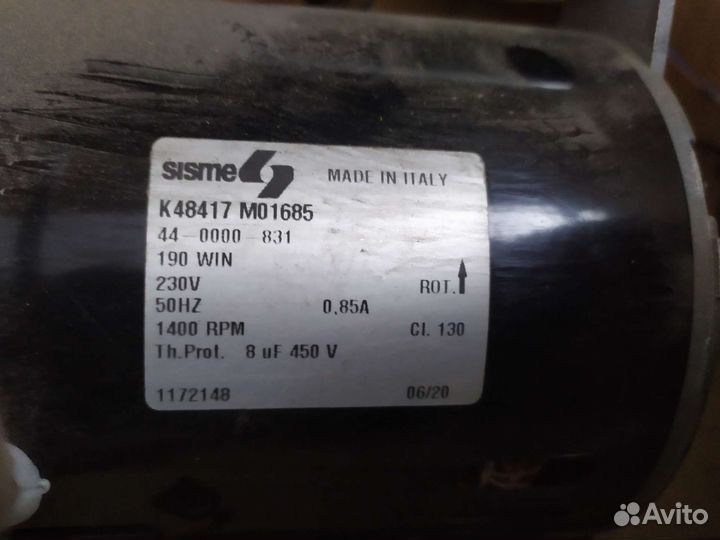 sısme MADE IN ITALY
K48417 M01685
44-0000-831
190 WIN
230V ROT.
50HZ 0,85A
1400 RPM Cl. 130
Th.Prot. 8 uF 450 V
1172148 06/20
Avito